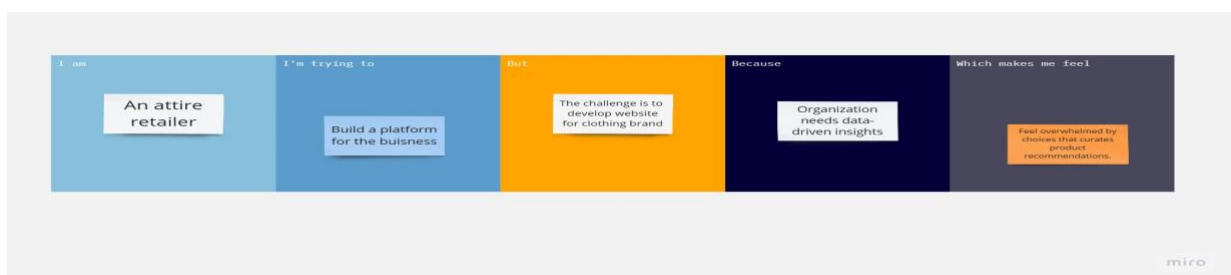 I am
An attire
retailer
I'm trying to
Build a platform
for the buisness
But
The challenge is to
develop website
for clothing brand
Because
Organization
needs data-
driven insights
Which makes me feel
Feel overwhelmed by
choices that curates
product
recommendations.
miro